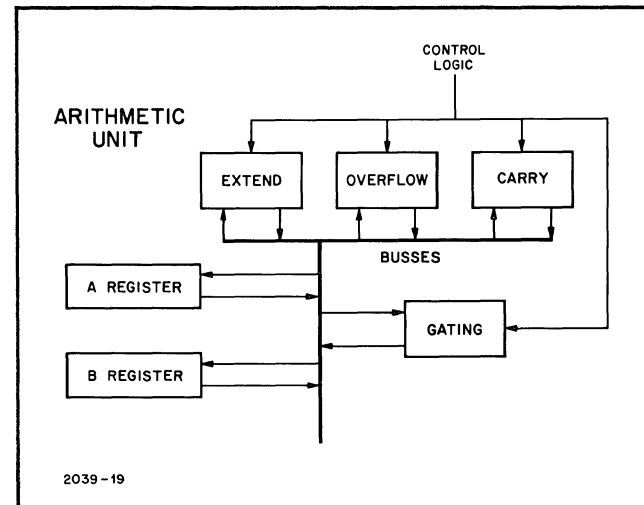 CONTROL
LOGIC
ARITHMETIC
UNIT
EXTEND
OVERFLOW
CARRY
BUSSES
A REGISTER
GATING
B REGISTER
2039-19